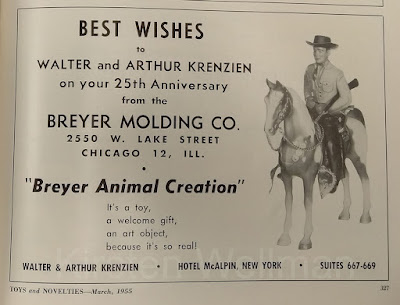 BEST WISHES
to
WALTER and ARTHUR KRENZIEN
on your 25th Anniversary
from the
BREYER MOLDING CO.
2550 W. LAKE STREET
CHICAGO 12, ILL.
•
"Breyer Animal Creation"
It's a toy,
a welcome gift,
an art object,
because it's so real!
WALTER & ARTHUR KRENZIEN • HOTEL McALPIN, NEW YORK • SUITES 667-669
TOYS and NOVELTIES—March, 1955 327